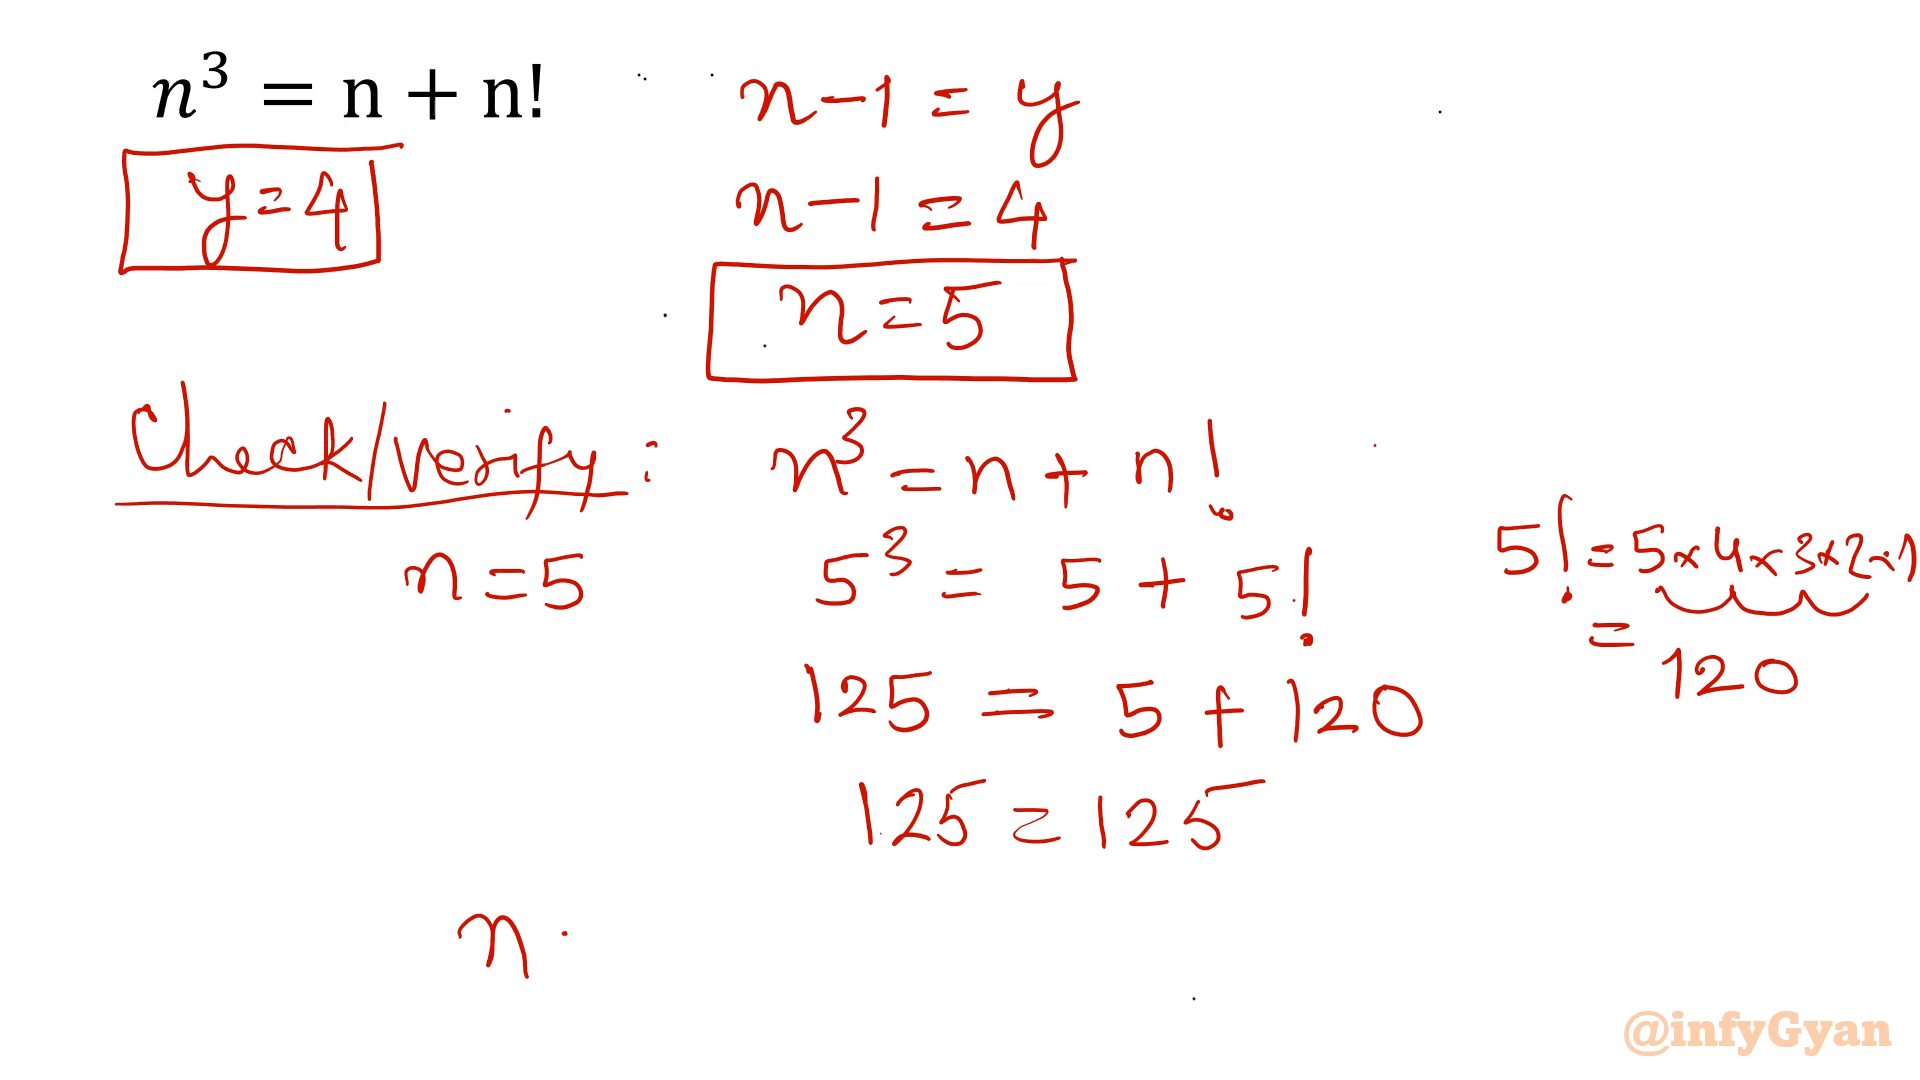 n³ = n + n!
y = 4
n - 1 = y
n - 1 = 4
n = 5
Check/verify :
n³ = n + n!
n = 5
5³ = 5 + 5!
5! = 5 × 4 × 3 × 2 × 1
= 120
125 = 5 + 120
125 = 125
n
@infyGyan